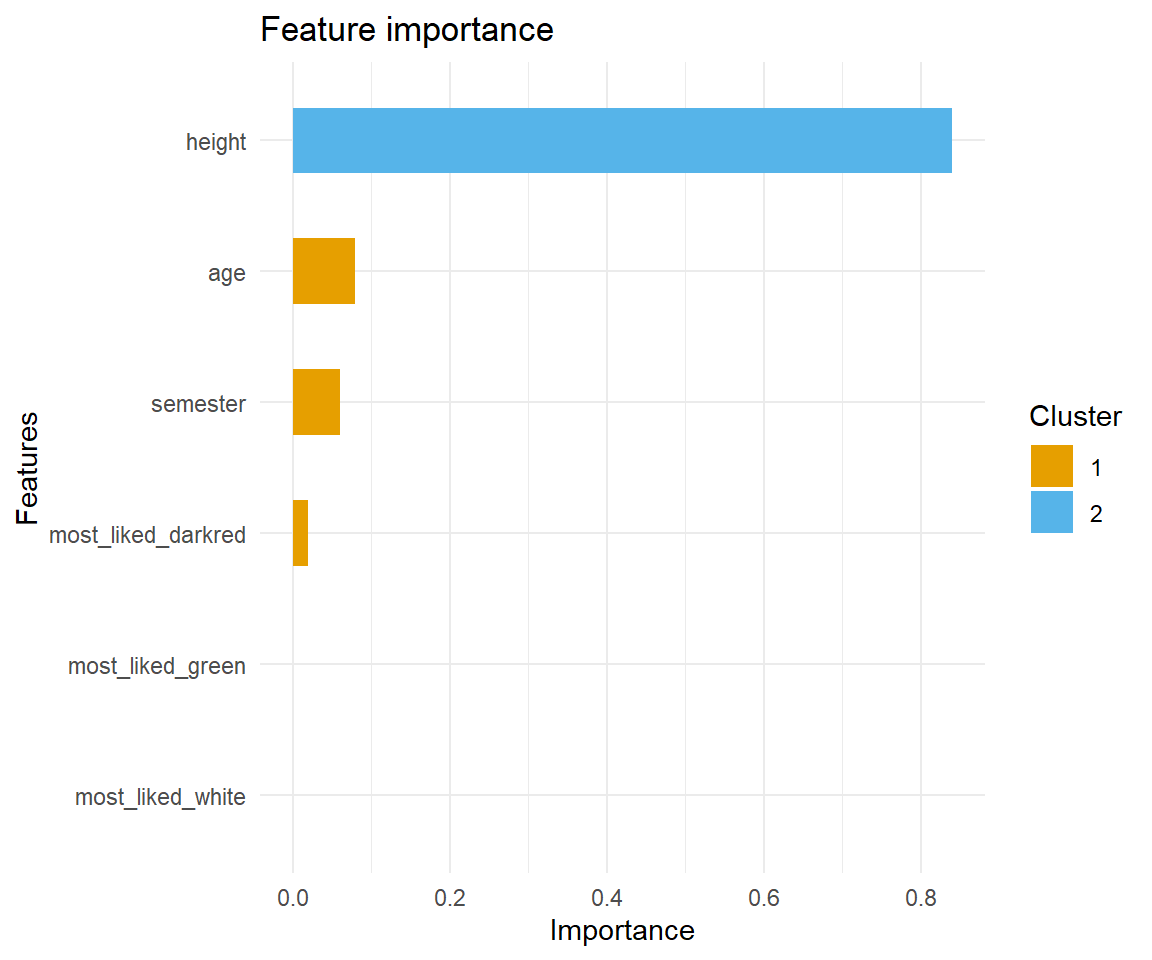 Feature importance
height
age
semester
most_liked_darkred
most_liked_green
most_liked_white
Features
0.0 0.2 0.4 0.6 0.8
Importance
Cluster
1
2